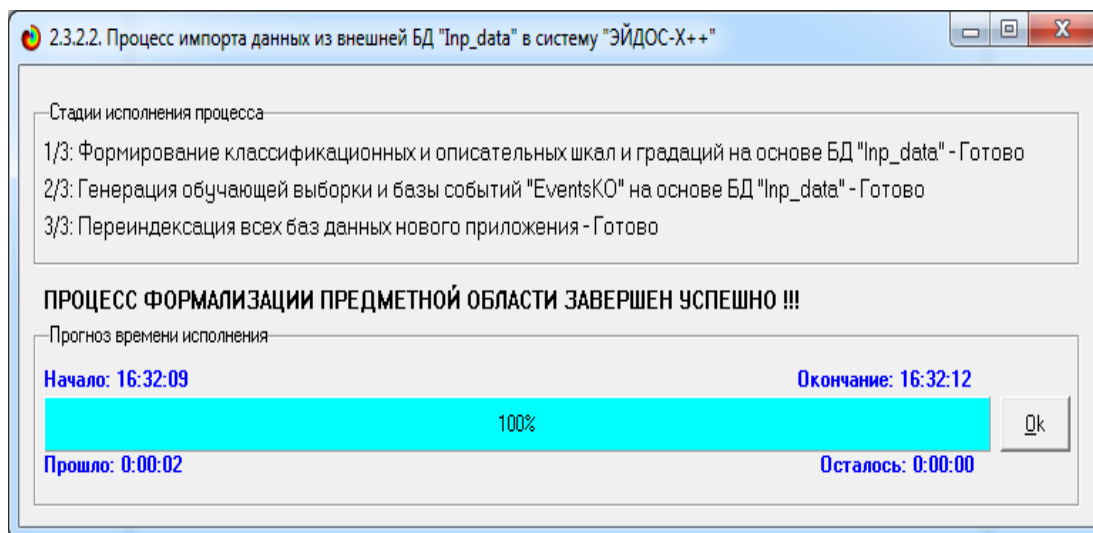 2.3.2.2. Процесс импорта данных из внешней БД "Inp_data" в систему "ЭЙДОС-X++"
Стадии исполнения процесса
1/3: Формирование классификационных и описательных шкал и градаций на основе БД "Inp_data" - Готово
2/3: Генерация обучающей выборки и базы событий "EventsKO" на основе БД "Inp_data" - Готово
3/3: Переиндексация всех баз данных нового приложения - Готово
ПРОЦЕСС ФОРМАЛИЗАЦИИ ПРЕДМЕТНОЙ ОБЛАСТИ ЗАВЕРШЕН УСПЕШНО !!!
Прогноз времени исполнения
Начало: 16:32:09
Окончание: 16:32:12
100%
Ok
Прошло: 0:00:02
Осталось: 0:00:00